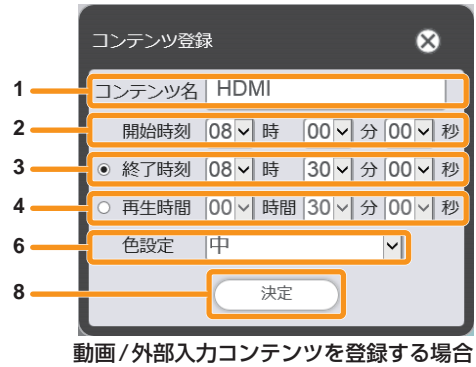 コンテンツ登録
1 コンテンツ名 HDMI
2 開始時刻 08 時 00 分 00 秒
3 終了時刻 08 時 30 分 00 秒
4 再生時間 00 時間 30 分 00 秒
6 色設定 中
8 決定
動画/外部入力コンテンツを登録する場合